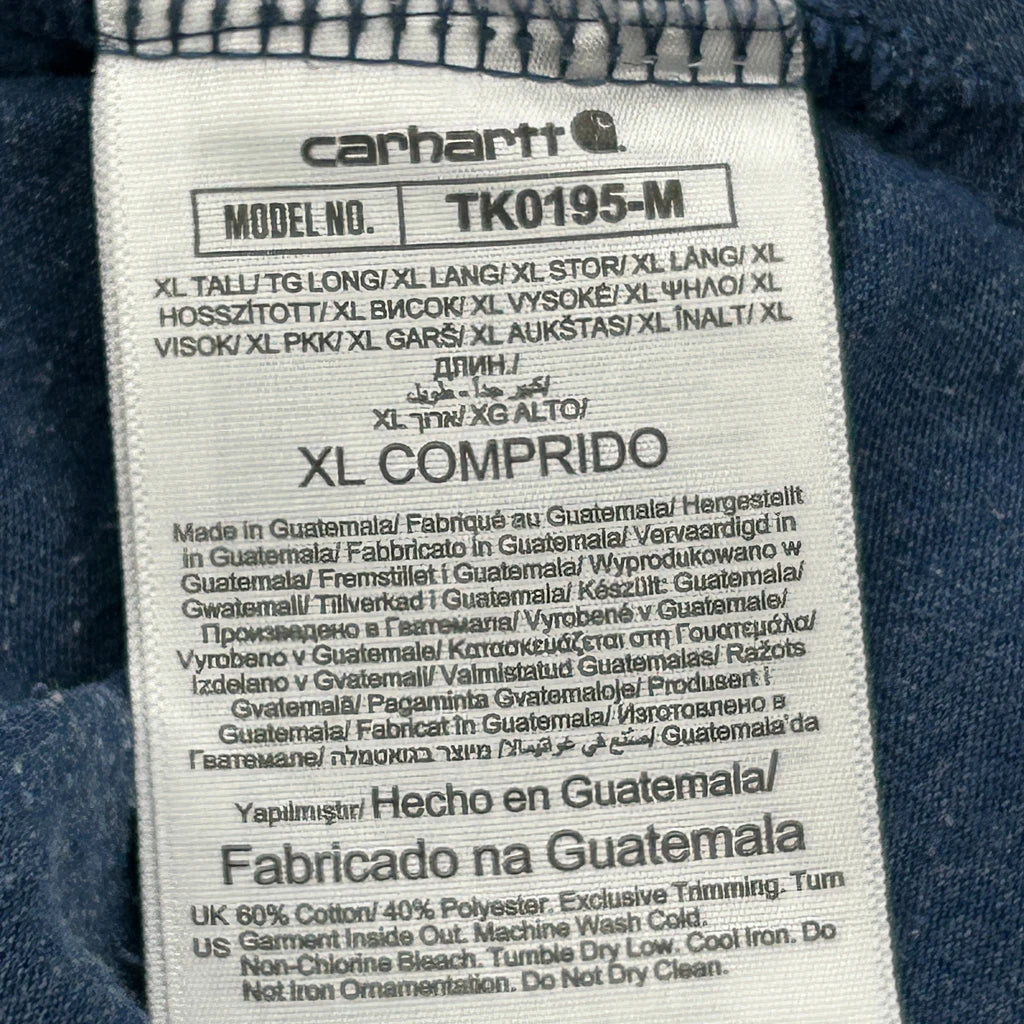 carhartt
MODEL NO. TK0195-M
XL TALL/ TG LONG/ XL LANG/ XL STOR/ XL LÅNG/ XL
HOSSZÍTOTT/ XL ВИСОК/ XL VYSOKÉ/ XL ΨΗΛΟ/ XL
VISOK/ XL PKK/ XL GARŠ/ XL AUKŠTAS/ XL ÎNALT/ XL
ДЛИН./
كبير جداً - طويل/
XL ארוך/ XG ALTO/
XL COMPRIDO
Made in Guatemala/ Fabriqué au Guatemala/ Hergestellt
in Guatemala/ Fabbricato in Guatemala/ Vervaardigd in
Guatemala/ Fremstillet i Guatemala/ Wyprodukowano w
Gwatemali/ Tillverkad i Guatemala/ Készült: Guatemala/
Произведено в Гватемала/ Vyrobené v Guatemale/
Vyrobeno v Guatemale/ Κατασκευάζεται στη Γουατεμάλα/
Izdelano v Gvatemali/ Valmistatud Guatemalas/ Ražots
Gvatemalā/ Pagaminta Gvatemaloje/ Produsert i
Guatemala/ Fabricat în Guatemala/ Изготовлено в
Гватемале/ מיוצר בגואטמלה/ صنع في غواتيمالا/ Guatemala'da
Yapılmıştır/ Hecho en Guatemala/
Fabricado na Guatemala
UK 60% Cotton/ 40% Polyester. Exclusive Trimming. Turn
US Garment Inside Out. Machine Wash Cold.
Non-Chlorine Bleach. Tumble Dry Low. Cool Iron. Do
Not Iron Ornamentation. Do Not Dry Clean.